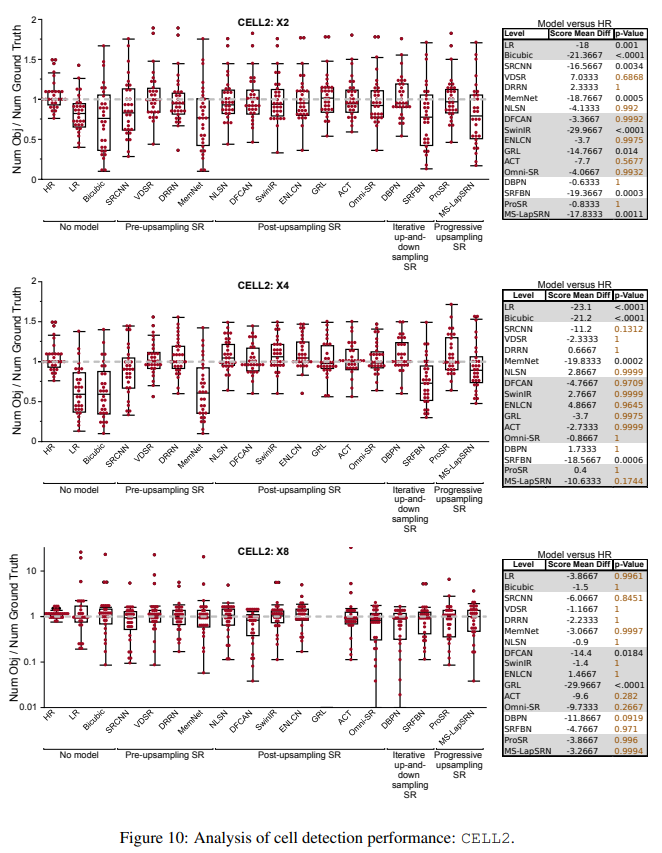 CELL2: X2
Num Obj / Num Ground Truth
2
1.5
1
0.5
0
HR LR Bicubic SRCNN VDSR DRRN MemNet NLSN DFCAN SwinIR ENLCN GRL ACT Omni-SR DBPN SRFBN ProSR MS-LapSRN
No model Pre-upsampling SR Post-upsampling SR Iterative up-and-down sampling SR Progressive upsampling SR
Model versus HR
Level Score Mean Diff p-Value
LR -18 0.001
Bicubic -21.3667 <.0001
SRCNN -16.5667 0.0034
VDSR 7.0333 0.6868
DRRN 2.3333 1
MemNet -18.7667 0.0005
NLSN -4.1333 0.992
DFCAN -3.3667 0.9992
SwinIR -29.9667 <.0001
ENLCN -3.7 0.9975
GRL -14.7667 0.014
ACT -7.7 0.5677
Omni-SR -4.0667 0.9932
DBPN -0.6333 1
SRFBN -19.3667 0.0003
ProSR -0.8333 1
MS-LapSRN -17.8333 0.0011
CELL2: X4
Num Obj / Num Ground Truth
2
1.5
1
0.5
0
HR LR Bicubic SRCNN VDSR DRRN MemNet NLSN DFCAN SwinIR ENLCN GRL ACT Omni-SR DBPN SRFBN ProSR MS-LapSRN
No model Pre-upsampling SR Post-upsampling SR Iterative up-and-down sampling SR Progressive upsampling SR
Model versus HR
Level Score Mean Diff p-Value
LR -23.1 <.0001
Bicubic -21.2 <.0001
SRCNN -11.2 0.1312
VDSR -2.3333 1
DRRN 0.6667 1
MemNet -19.8333 0.0002
NLSN 2.8667 0.9999
DFCAN -4.7667 0.9709
SwinIR 2.7667 0.9999
ENLCN 4.8667 0.9645
GRL -3.7 0.9975
ACT -2.7333 0.9999
Omni-SR -0.8667 1
DBPN 1.7333 1
SRFBN -18.5667 0.0006
ProSR 0.4 1
MS-LapSRN -10.6333 0.1744
CELL2: X8
Num Obj / Num Ground Truth
10
1
0.1
0.01
HR LR Bicubic SRCNN VDSR DRRN MemNet NLSN DFCAN SwinIR ENLCN GRL ACT Omni-SR DBPN SRFBN ProSR MS-LapSRN
No model Pre-upsampling SR Post-upsampling SR Iterative up-and-down sampling SR Progressive upsampling SR
Model versus HR
Level Score Mean Diff p-Value
LR -3.8667 0.9961
Bicubic -1.5 1
SRCNN -6.0667 0.8451
VDSR -1.1667 1
DRRN -2.2333 1
MemNet -3.0667 0.9997
NLSN -0.9 1
DFCAN -14.4 0.0184
SwinIR -1.4 1
ENLCN 1.4667 1
GRL -29.9667 <.0001
ACT -9.6 0.282
Omni-SR -9.7333 0.2667
DBPN -11.8667 0.0919
SRFBN -4.7667 0.971
ProSR -3.8667 0.996
MS-LapSRN -3.2667 0.9994
Figure 10: Analysis of cell detection performance: CELL2.